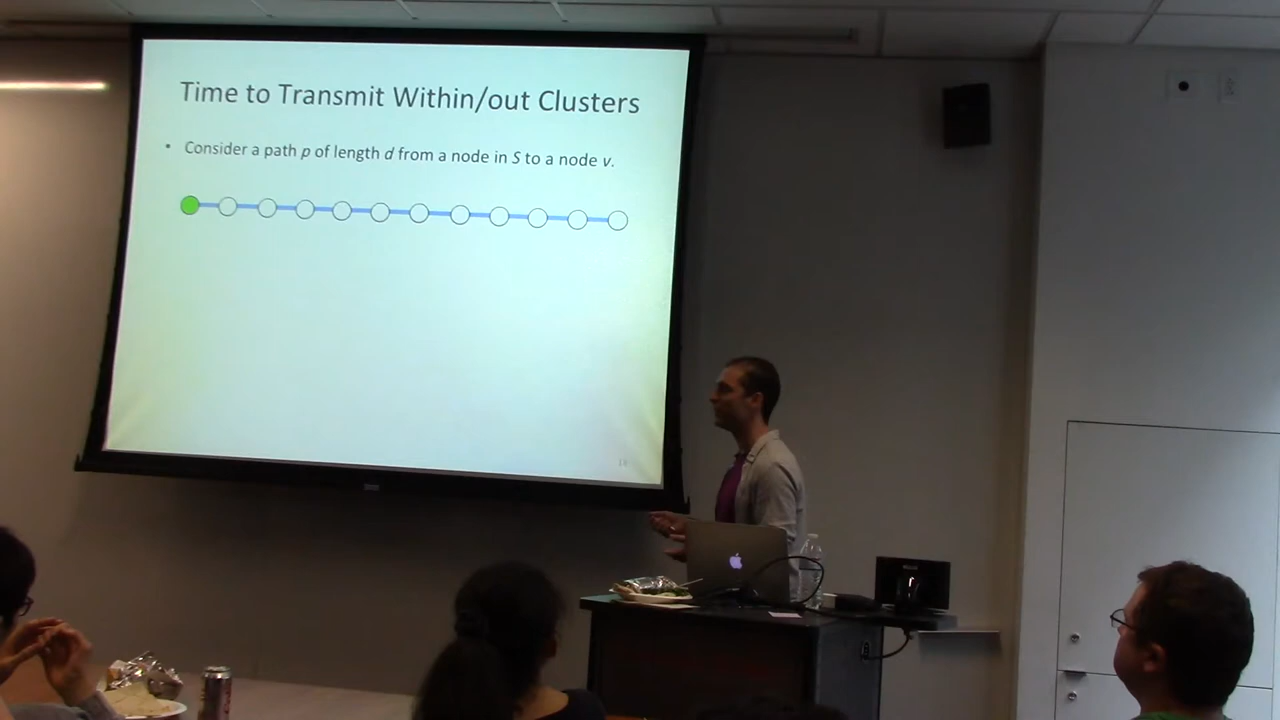 Time to Transmit Within/out Clusters
• Consider a path p of length d from a node in S to a node v.